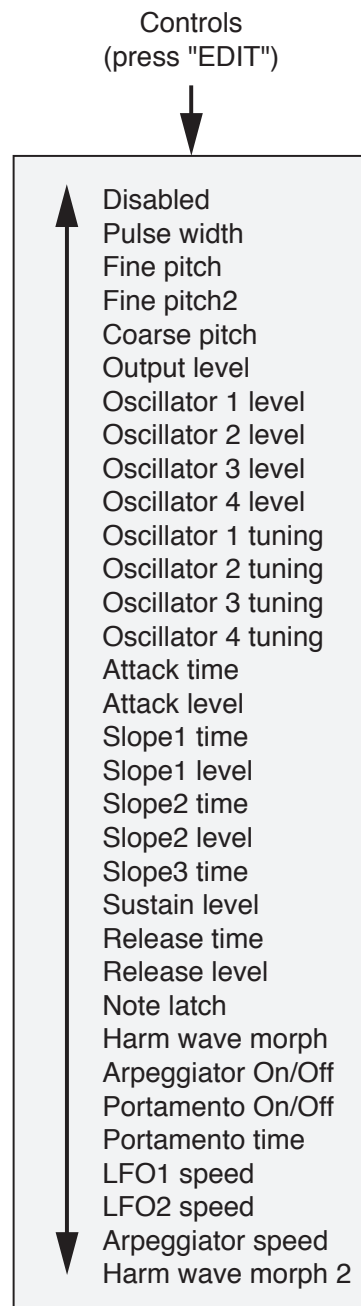 Controls
(press "EDIT")
Disabled
Pulse width
Fine pitch
Fine pitch2
Coarse pitch
Output level
Oscillator 1 level
Oscillator 2 level
Oscillator 3 level
Oscillator 4 level
Oscillator 1 tuning
Oscillator 2 tuning
Oscillator 3 tuning
Oscillator 4 tuning
Attack time
Attack level
Slope1 time
Slope1 level
Slope2 time
Slope2 level
Slope3 time
Sustain level
Release time
Release level
Note latch
Harm wave morph
Arpeggiator On/Off
Portamento On/Off
Portamento time
LFO1 speed
LFO2 speed
Arpeggiator speed
Harm wave morph 2